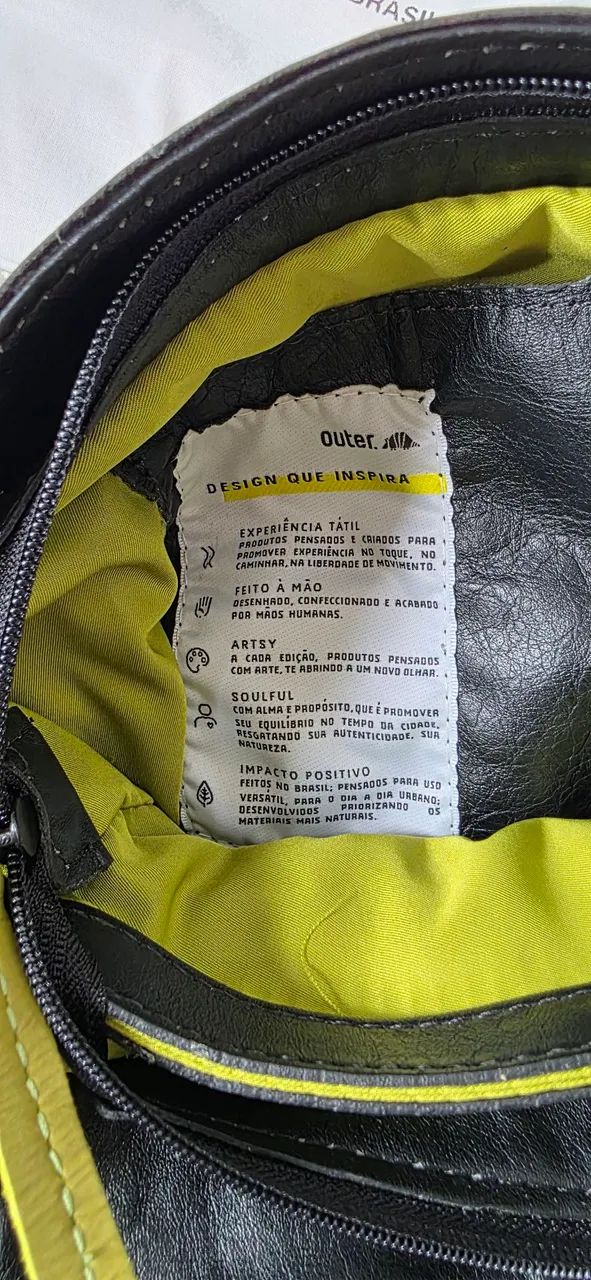 BRASIL
outer.
DESIGN QUE INSPIRA
EXPERIÊNCIA TÁTIL
PRODUTOS PENSADOS E CRIADOS PARA
PROMOVER EXPERIÊNCIA NO TOQUE, NO
CAMINHAR, NA LIBERDADE DE MOVIMENTO.
FEITO À MÃO
DESENHADO, CONFECCIONADO E ACABADO
POR MÃOS HUMANAS.
ARTSY
A CADA EDIÇÃO, PRODUTOS PENSADOS
COM ARTE, TE ABRINDO A UM NOVO OLHAR.
SOULFUL
COM ALMA E PROPÓSITO, QUE É PROMOVER
SEU EQUILÍBRIO NO TEMPO DA CIDADE,
RESGATANDO SUA AUTENTICIDADE, SUA
NATUREZA.
IMPACTO POSITIVO
FEITOS NO BRASIL; PENSADOS PARA USO
VERSÁTIL, PARA O DIA A DIA URBANO;
DESENVOLVIDOS PRIORIZANDO OS
MATERIAIS MAIS NATURAIS.